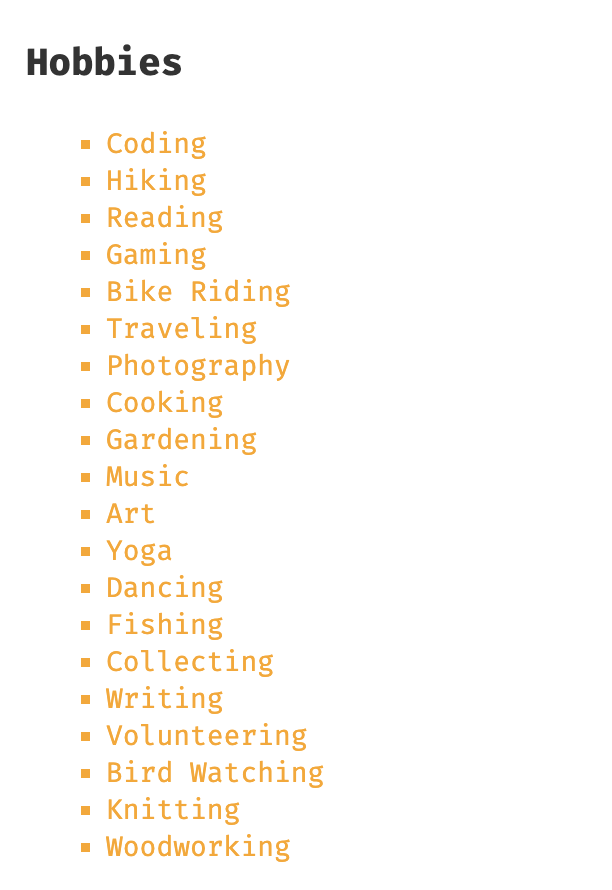 Hobbies
Coding
Hiking
Reading
Gaming
Bike Riding
Traveling
Photography
Cooking
Gardening
Music
Art
Yoga
Dancing
Fishing
Collecting
Writing
Volunteering
Bird Watching
Knitting
Woodworking